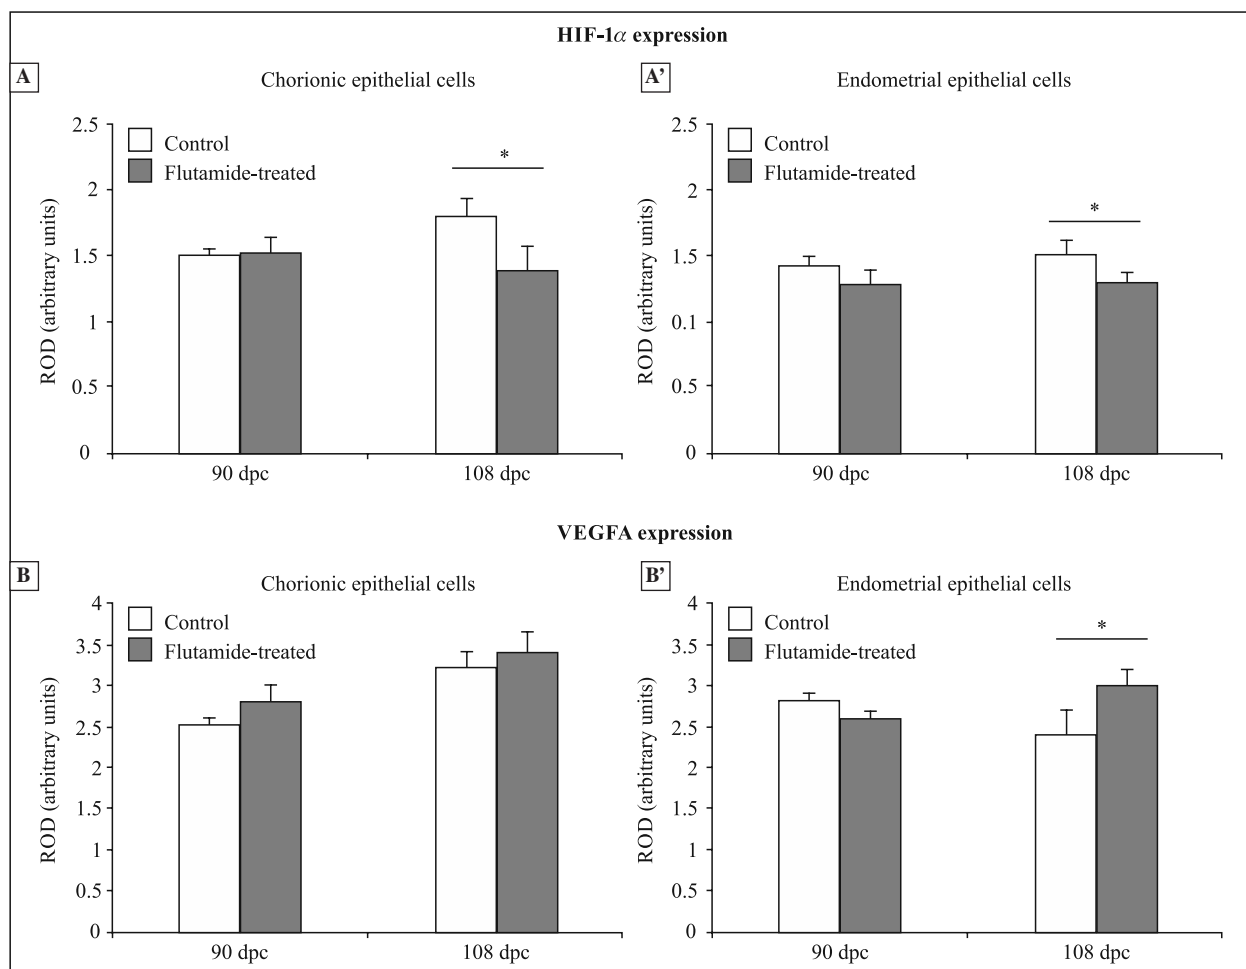 HIF-1α expression
A
Chorionic epithelial cells
2.5
2
1.5
1
0.5
0
ROD (arbitrary units)
Control
Flutamide-treated
*
90 dpc
108 dpc
A’
Endometrial epithelial cells
2.5
2
1.5
0.1
0.5
0
ROD (arbitrary units)
Control
Flutamide-treated
*
90 dpc
108 dpc
VEGFA expression
B
Chorionic epithelial cells
4
3.5
3
2.5
2
1.5
1
0.5
0
ROD (arbitrary units)
Control
Flutamide-treated
90 dpc
108 dpc
B’
Endometrial epithelial cells
4
3.5
3
2.5
2
1.5
1
0.5
0
ROD (arbitrary units)
Control
Flutamide-treated
*
90 dpc
108 dpc